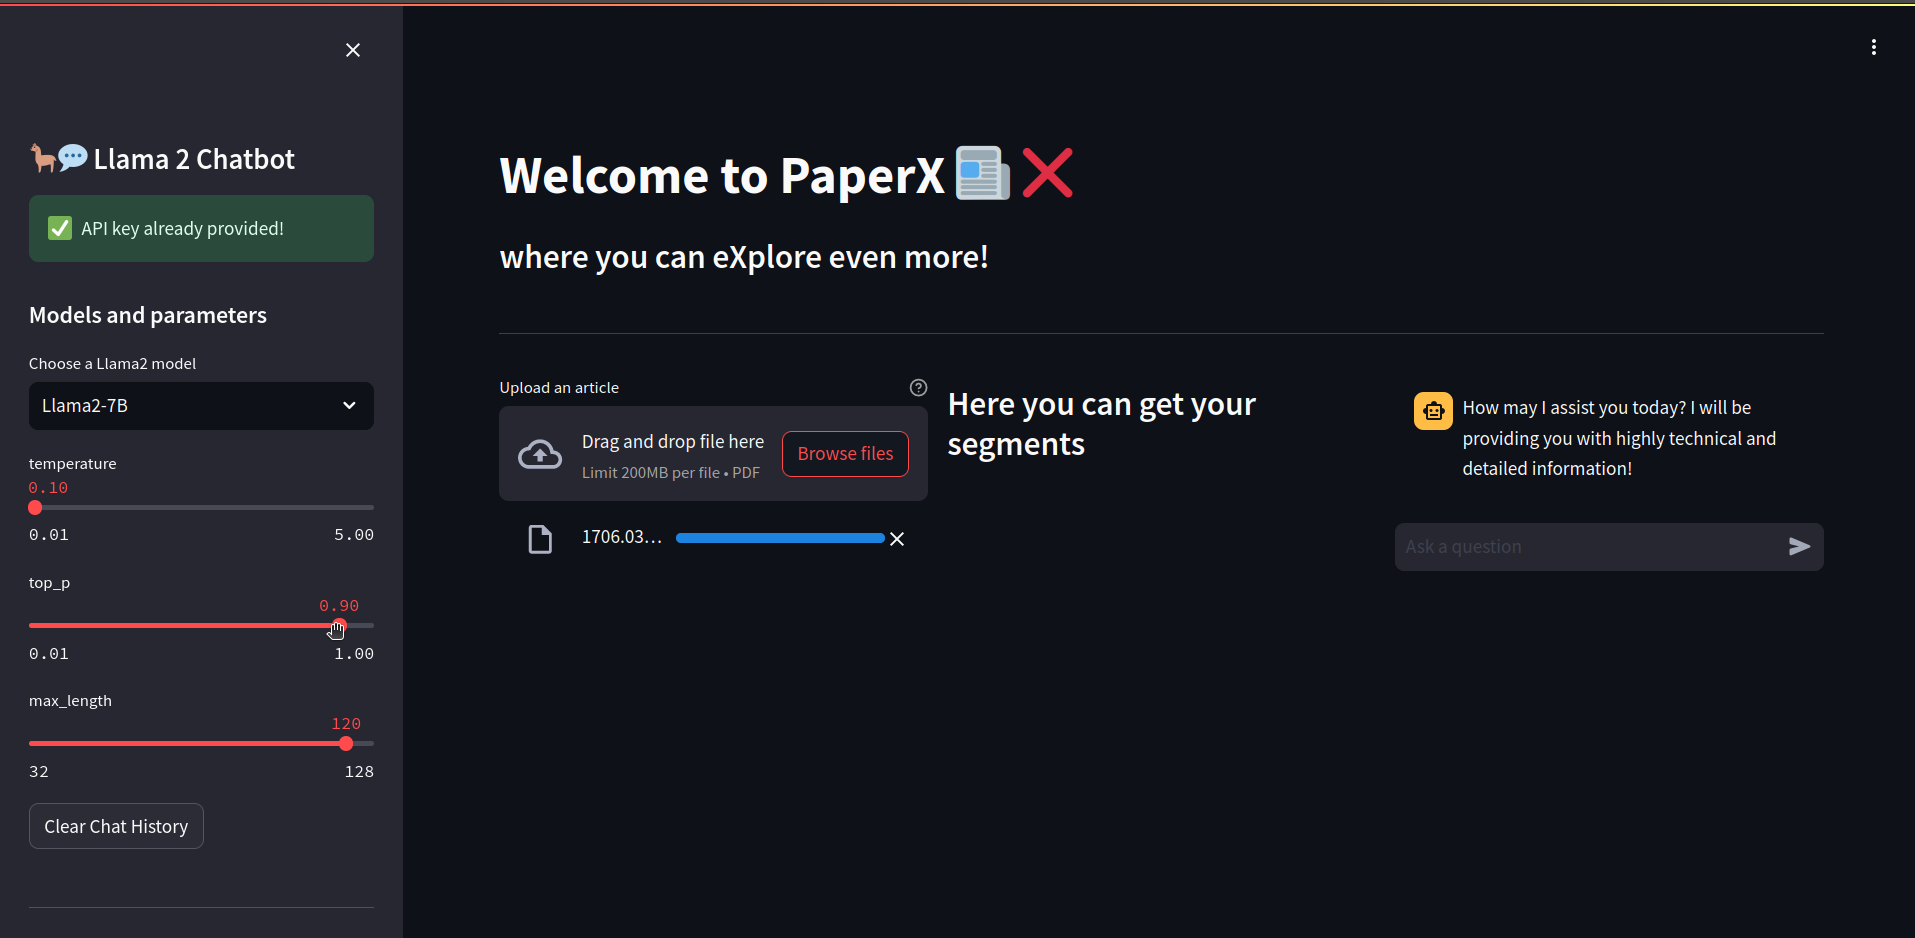 Llama 2 Chatbot
API key already provided!
Models and parameters
Choose a Llama2 model
Llama2-7B
temperature
0.10
0.01 5.00
top_p
0.90
0.01 1.00
max_length
120
32 128
Clear Chat History
Welcome to PaperX
where you can eXplore even more!
Upload an article
Drag and drop file here
Limit 200MB per file • PDF
Browse files
1706.03...
Here you can get your
segments
How may I assist you today? I will be
providing you with highly technical and
detailed information!
Ask a question